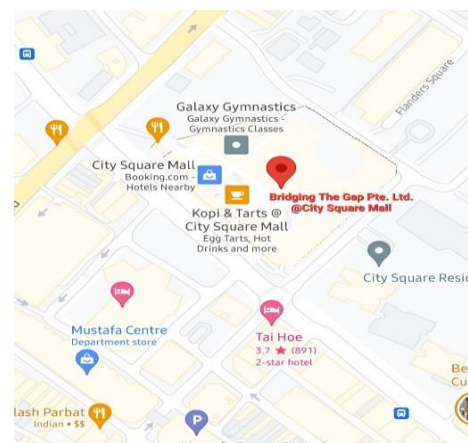 Flanders Square
Galaxy Gymnastics
Galaxy Gymnastics -
Gymnastics Classes
City Square Mall
Booking.com -
Hotels Nearby
Bridging The Gap Pte. Ltd.
@City Square Mall
Kopi & Tarts @
City Square Mall
Egg Tarts, Hot
Drinks and more
City Square Resid
Mustafa Centre
Department store
Tai Hoe
3.7 ★ (891)
2-star hotel
Be
Cu
lash Parbat
Indian • $$
P